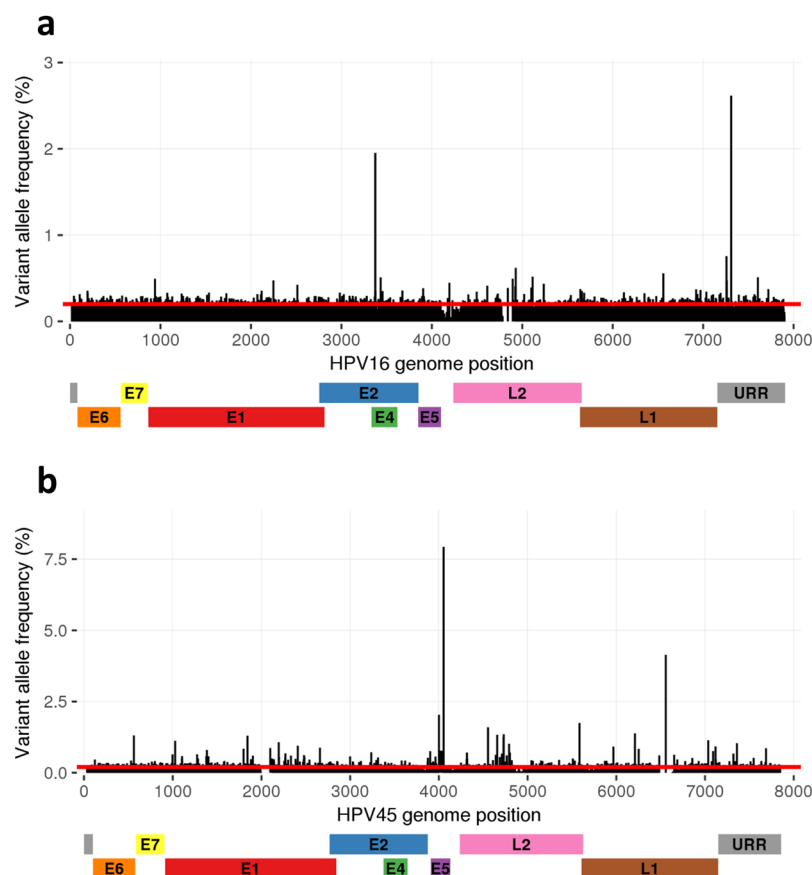 a
Variant allele frequency (%)
3
2
1
0
0 1000 2000 3000 4000 5000 6000 7000 8000
HPV16 genome position
E7 E2 L2 URR
E6 E1 E4 E5 L1
b
Variant allele frequency (%)
7.5
5.0
2.5
0.0
0 1000 2000 3000 4000 5000 6000 7000 8000
HPV45 genome position
E7 E2 L2 URR
E6 E1 E4 E5 L1